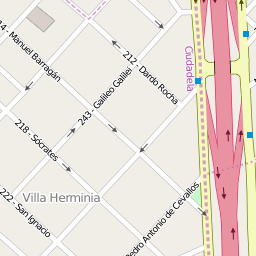 214 - Manuel Barragán
212 - Dardo Rocha
Ciudadela
243 - Galileo Galilei
218 - Sócrates
Villa Herminia
222 - San Ignacio
Pedro Antonio de Cevallos